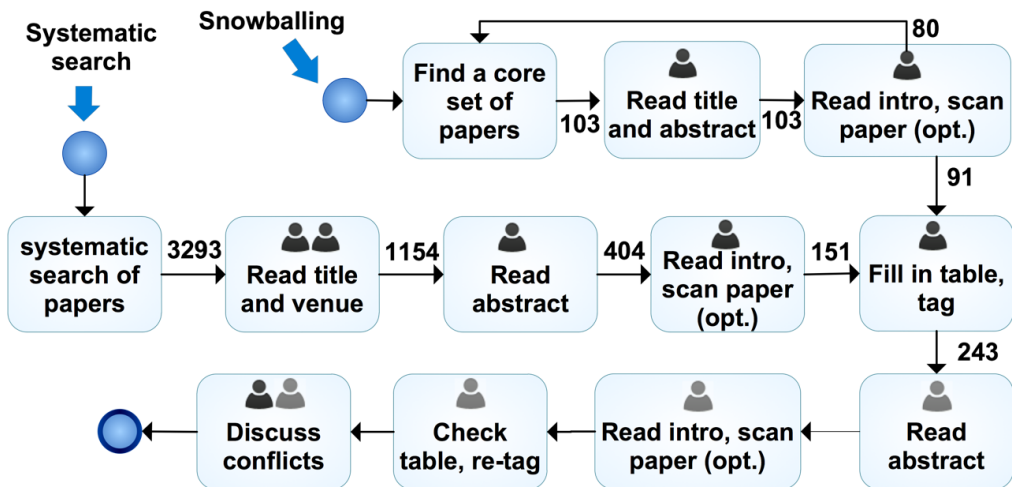 Systematic
search
Snowballing
80
Find a core
set of
papers
103
Read title
and abstract
103
Read intro, scan
paper (opt.)
91
systematic
search of
papers
3293
Read title
and venue
1154
Read
abstract
404
Read intro,
scan paper
(opt.)
151
Fill in table,
tag
243
Discuss
conflicts
Check
table, re-tag
Read intro, scan
paper (opt.)
Read
abstract